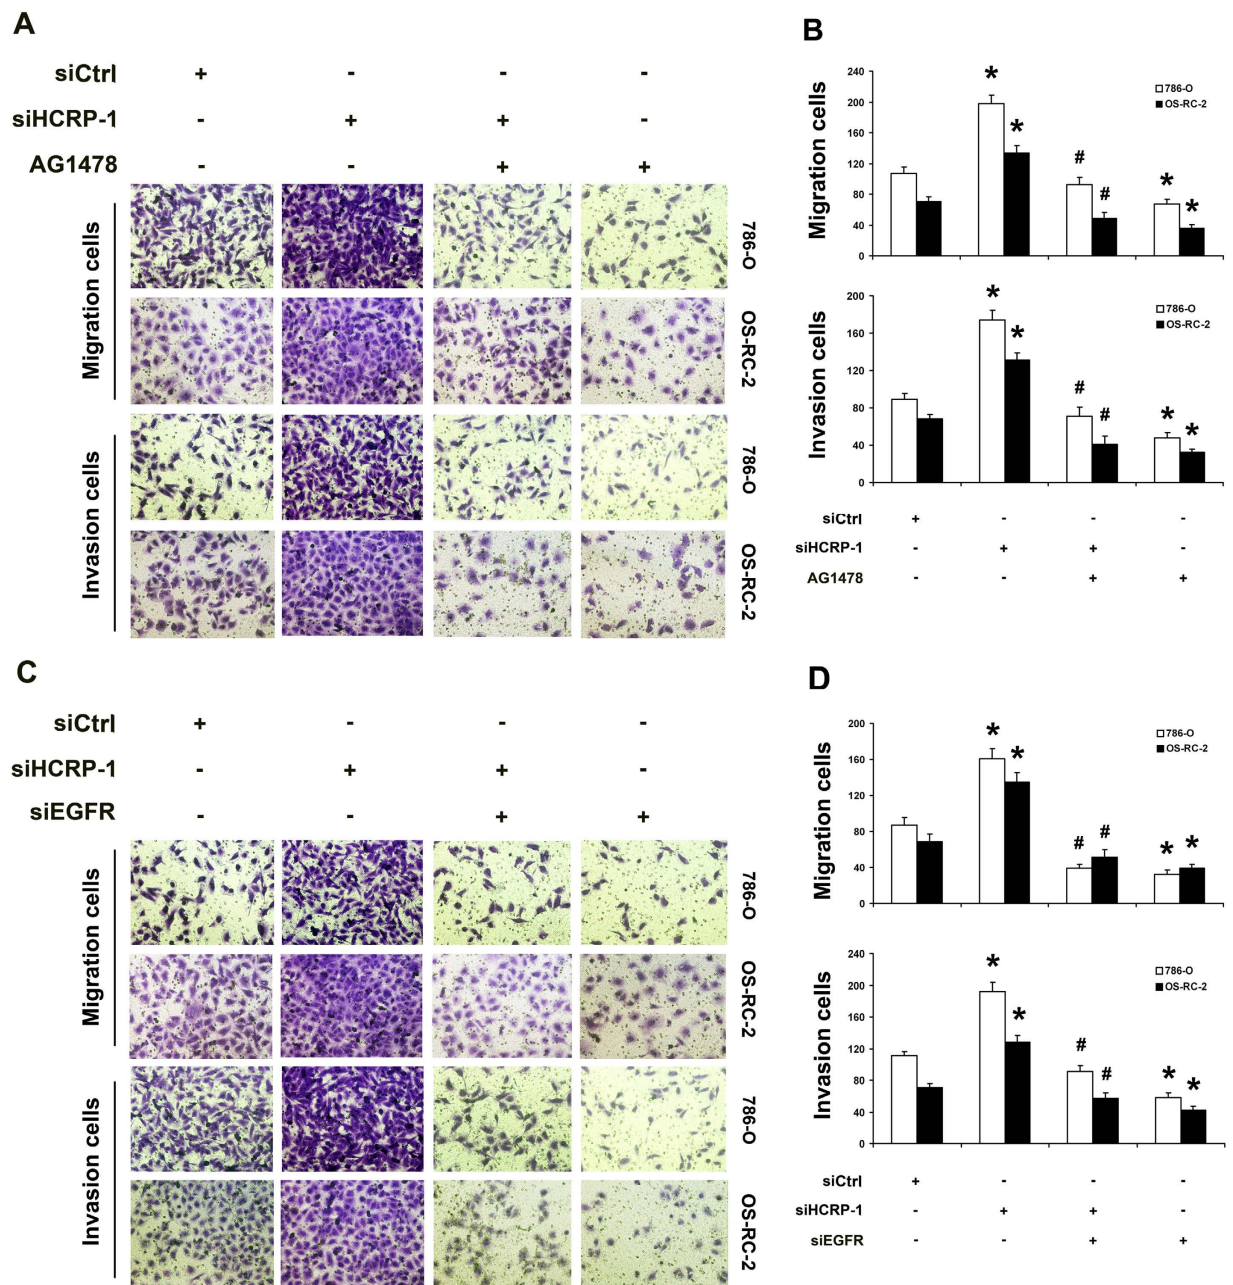 A
siCtrl + - - -
siHCRP-1 - + + -
AG1478 - - + +
Migration cells
786-O
OS-RC-2
Invasion cells
786-O
OS-RC-2
B
Migration cells
240
200
160
120
80
40
0
* * # # * *
786-O
OS-RC-2
Invasion cells
200
160
120
80
40
0
* * # # * *
786-O
OS-RC-2
siCtrl + - - -
siHCRP-1 - + + -
AG1478 - - + +
C
siCtrl + - - -
siHCRP-1 - + + -
siEGFR - - + +
Migration cells
786-O
OS-RC-2
Invasion cells
786-O
OS-RC-2
D
Migration cells
200
160
120
80
40
0
* * # # * *
786-O
OS-RC-2
Invasion cells
240
200
160
120
80
40
0
* * # # * *
786-O
OS-RC-2
siCtrl + - - -
siHCRP-1 - + + -
siEGFR - - + +